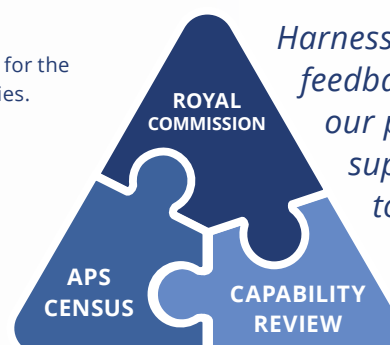 for the
ies.
Harness
feedba
our p
sup
to
ROYAL
COMMISSION
APS
CENSUS
CAPABILITY
REVIEW